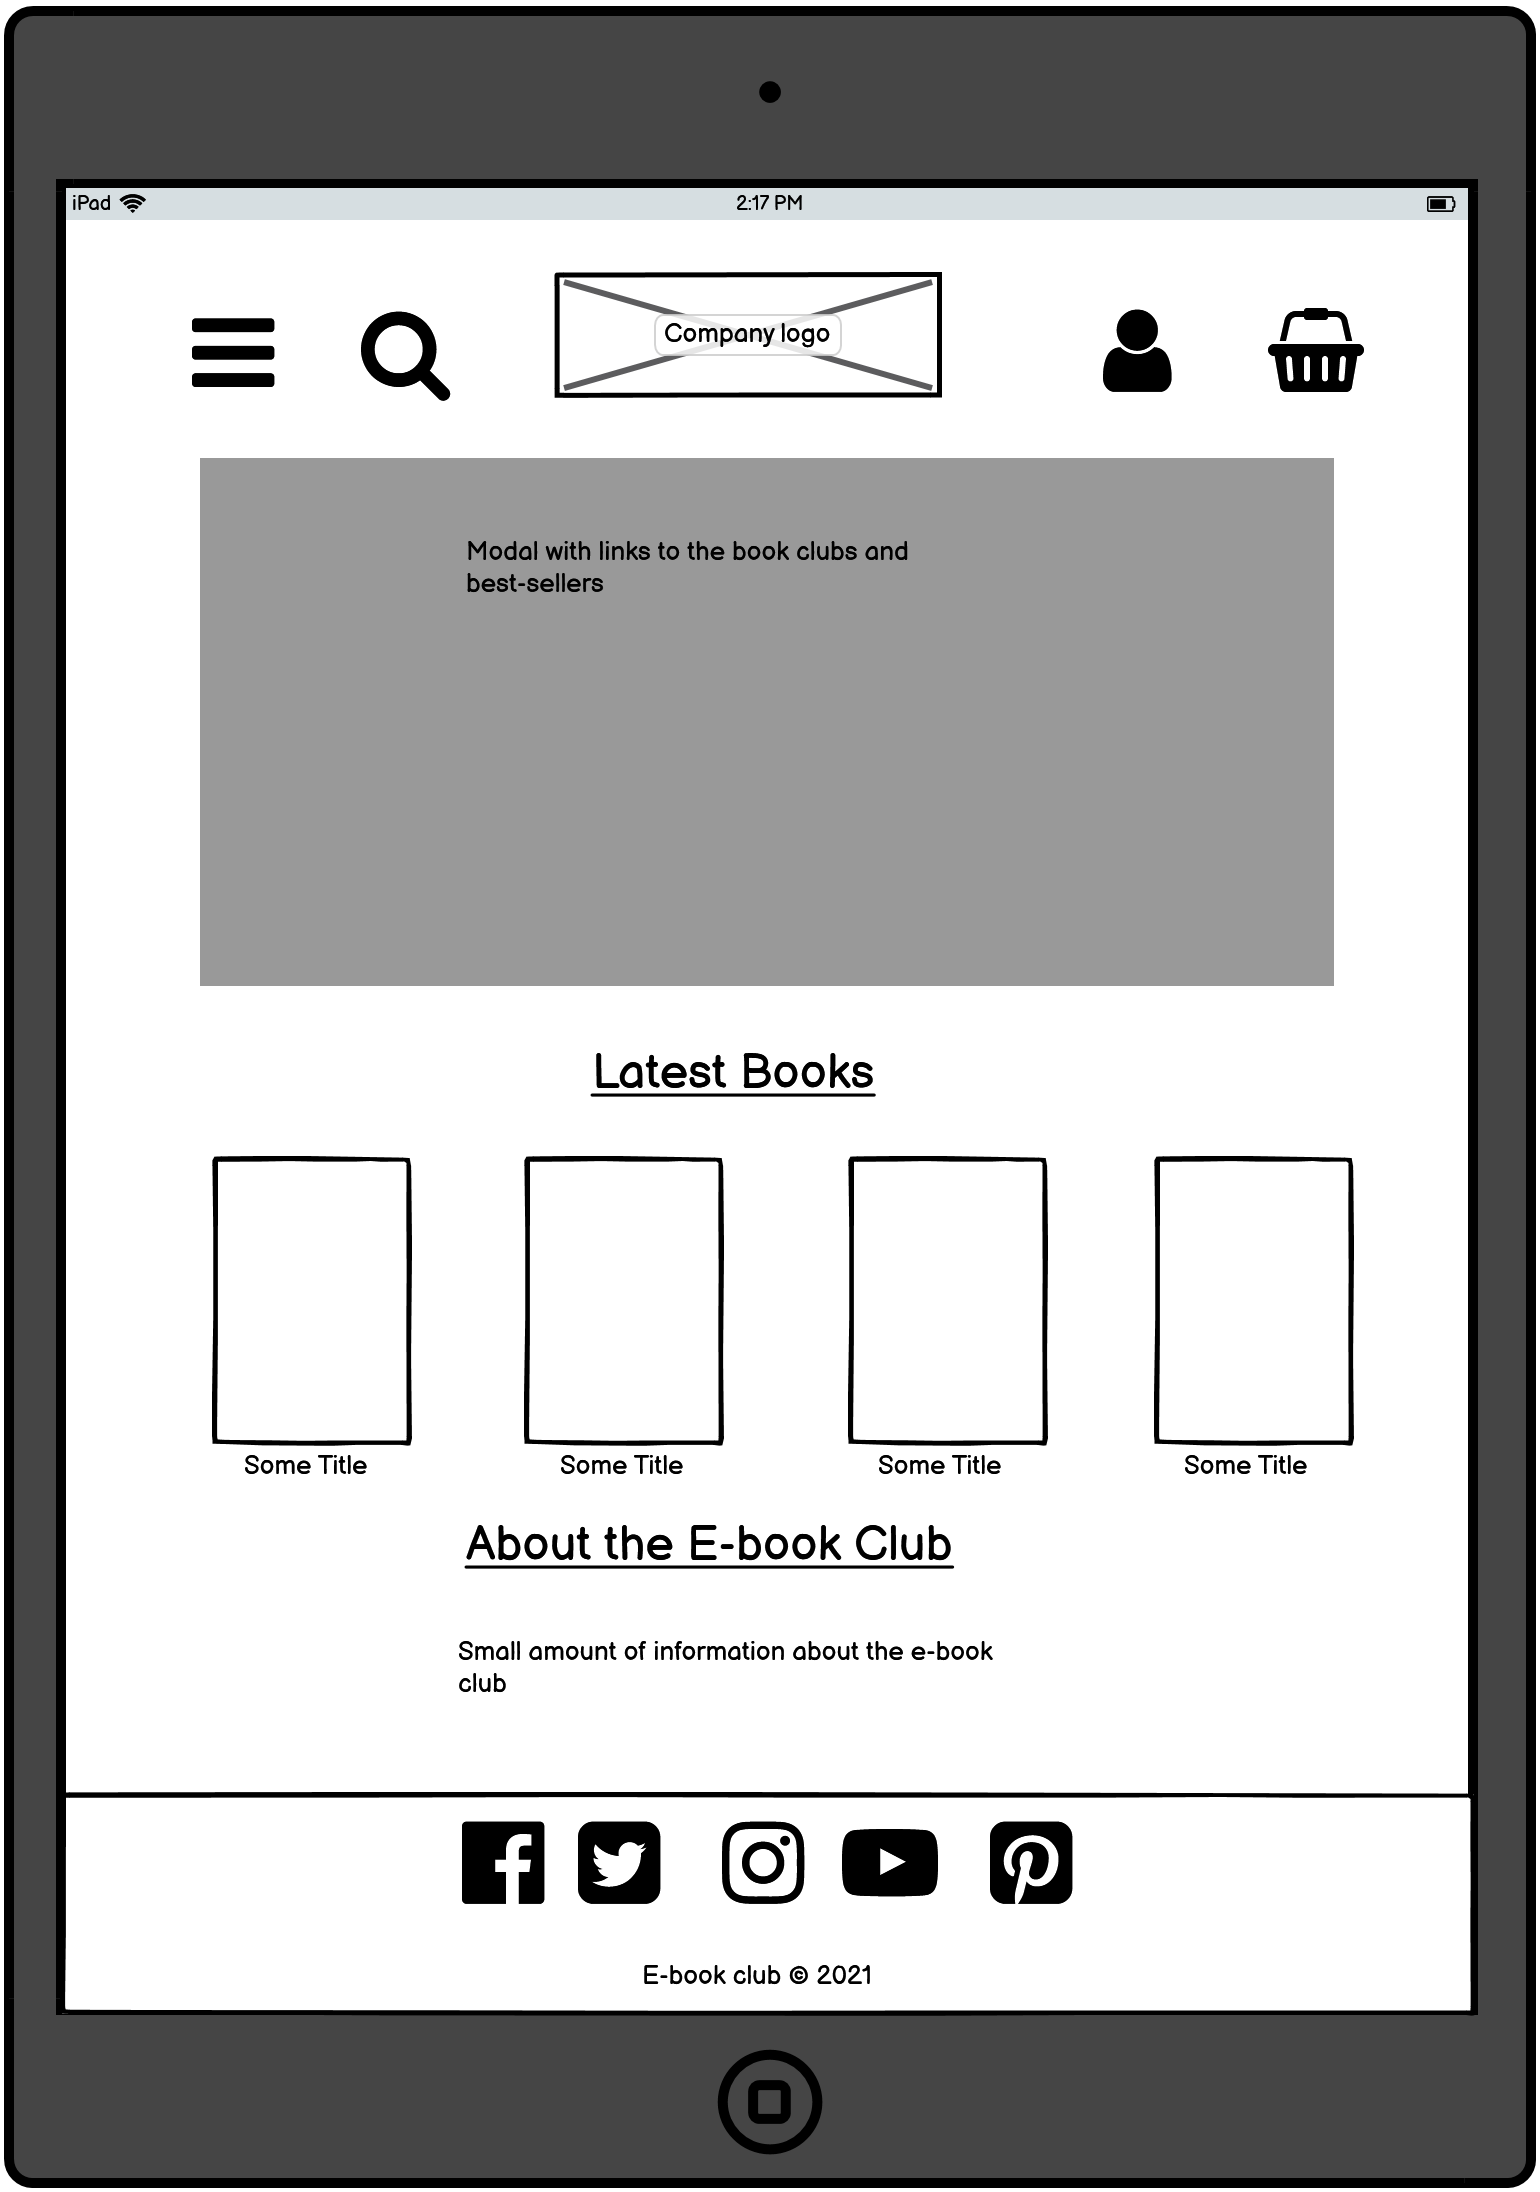 iPad
2:17 PM
Company logo
Modal with links to the book clubs and
best-sellers
Latest Books
Some Title
Some Title
Some Title
Some Title
About the E-book Club
Small amount of information about the e-book
club
E-book club © 2021